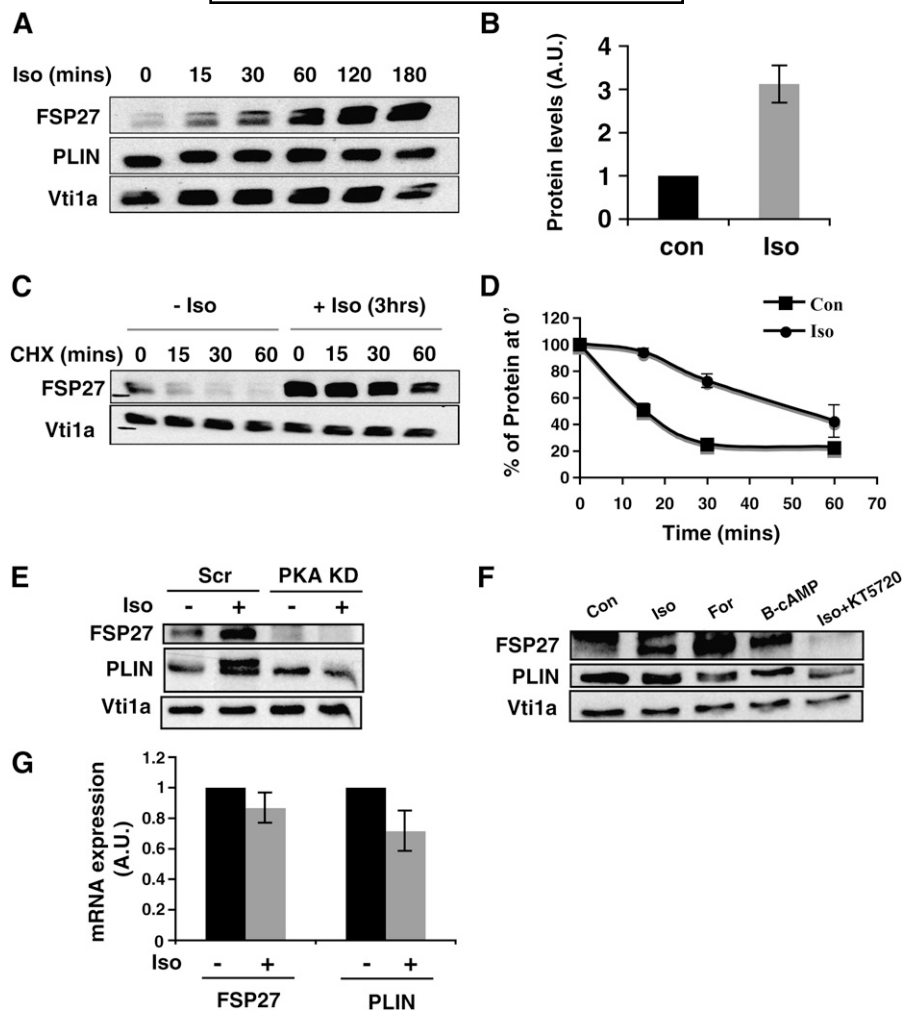 A
Iso (mins) 0 15 30 60 120 180
FSP27
PLIN
Vti1a
B
Protein levels (A.U.)
4
3
2
1
0
con Iso
C
- Iso + Iso (3hrs)
CHX (mins) 0 15 30 60 0 15 30 60
FSP27
Vti1a
D
Con
Iso
% of Protein at 0'
120
100
80
60
40
20
0
0 10 20 30 40 50 60 70
Time (mins)
E
Scr PKA KD
Iso - + - +
FSP27
PLIN
Vti1a
F
Con Iso For B-cAMP Iso+KT5720
FSP27
PLIN
Vti1a
G
mRNA expression
(A.U.)
1.2
1
0.8
0.6
0.4
0.2
0
Iso - + - +
FSP27 PLIN